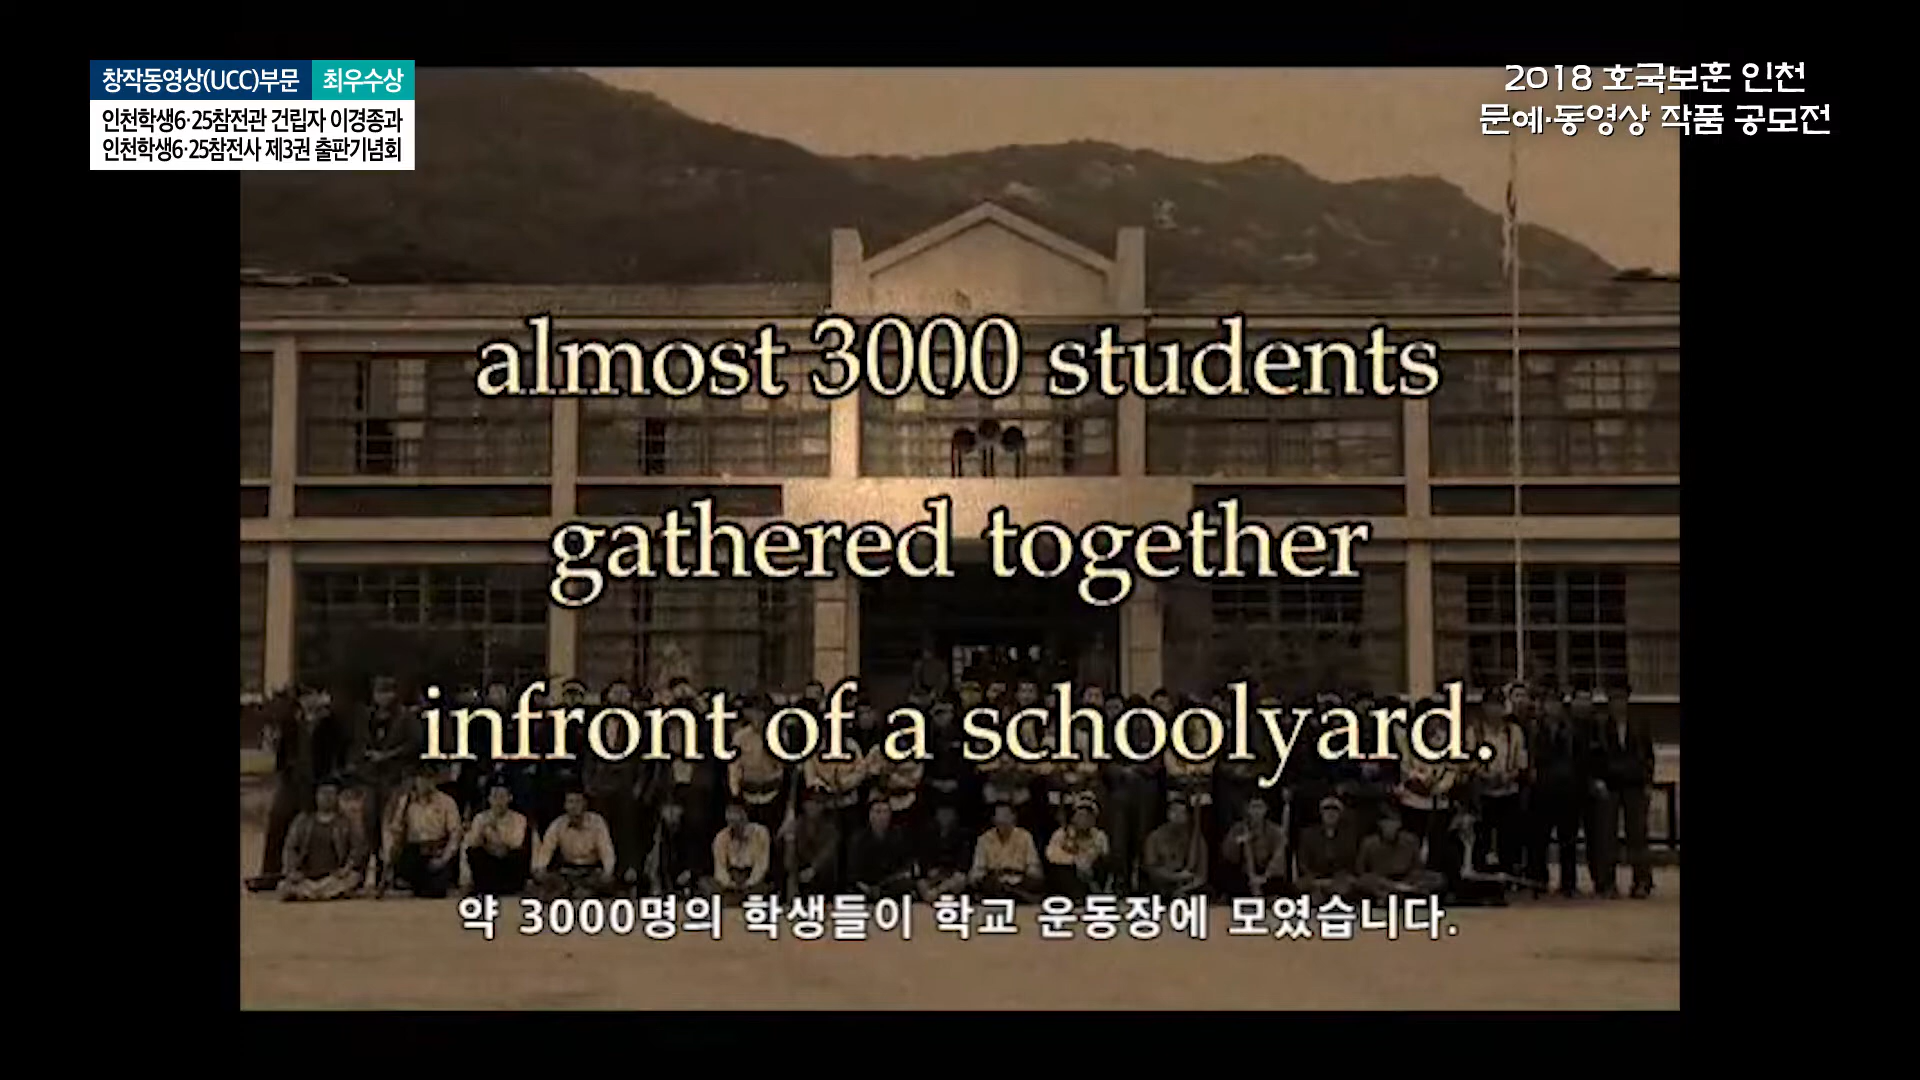 창작동영상(UCC)부문 최우수상
인천학생6·25참전관 건립자 이경종과
인천학생6·25참전사 제3권 출판기념회
2018 호국보훈 인천
문예·동영상 작품 공모전
almost 3000 students
gathered together
infront of a schoolyard.
약 3000명의 학생들이 학교 운동장에 모였습니다.